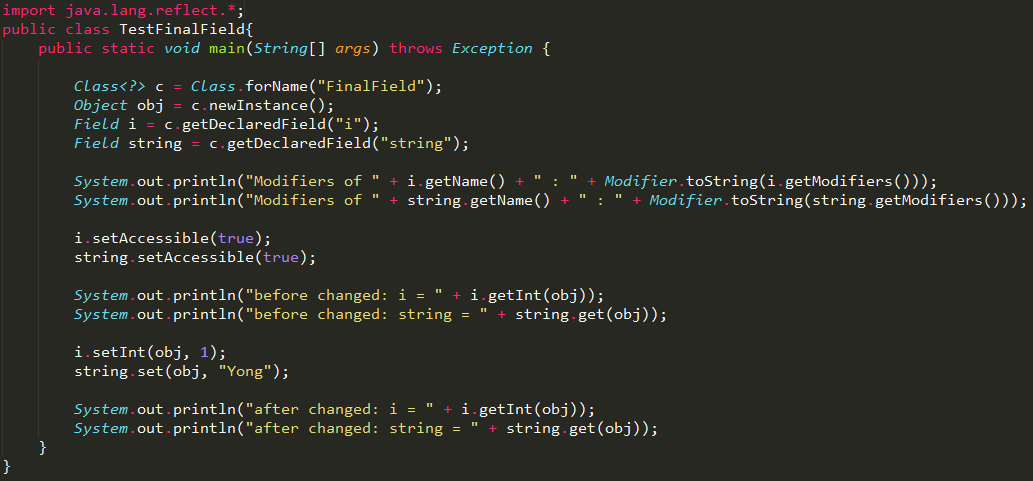 import java.lang.reflect.*;
public class TestFinalField{
    public static void main(String[] args) throws Exception {

        Class<?> c = Class.forName("FinalField");
        Object obj = c.newInstance();
        Field i = c.getDeclaredField("i");
        Field string = c.getDeclaredField("string");

        System.out.println("Modifiers of " + i.getName() + " : " + Modifier.toString(i.getModifiers()));
        System.out.println("Modifiers of " + string.getName() + " : " + Modifier.toString(string.getModifiers()));

        i.setAccessible(true);
        string.setAccessible(true);

        System.out.println("before changed: i = " + i.getInt(obj));
        System.out.println("before changed: string = " + string.get(obj));

        i.setInt(obj, 1);
        string.set(obj, "Yong");

        System.out.println("after changed: i = " + i.getInt(obj));
        System.out.println("after changed: string = " + string.get(obj));
    }
}